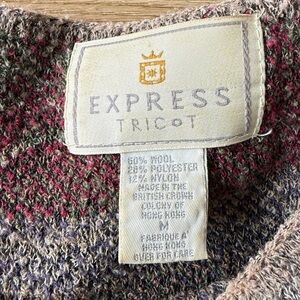 EXPRESS
TRICOT
60% WOOL
28% POLYESTER
12% NYLON
MADE IN THE
BRITISH CROWN
COLONY OF
HONG KONG
M
FABRIQUE A'
HONG KONG
OVER FOR CARE